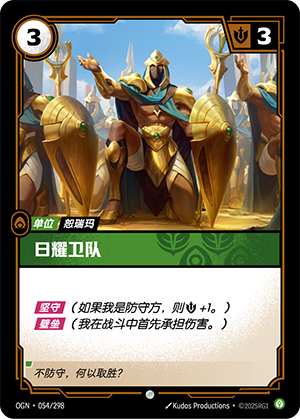 3
3
单位·恕瑞玛
日耀卫队
坚守（如果我是防守方，则 +1。）
壁垒（我在战斗中首先承担伤害。）
不防守，何以取胜？
OGN • 054/298
Kudos Productions • ©2025RGI